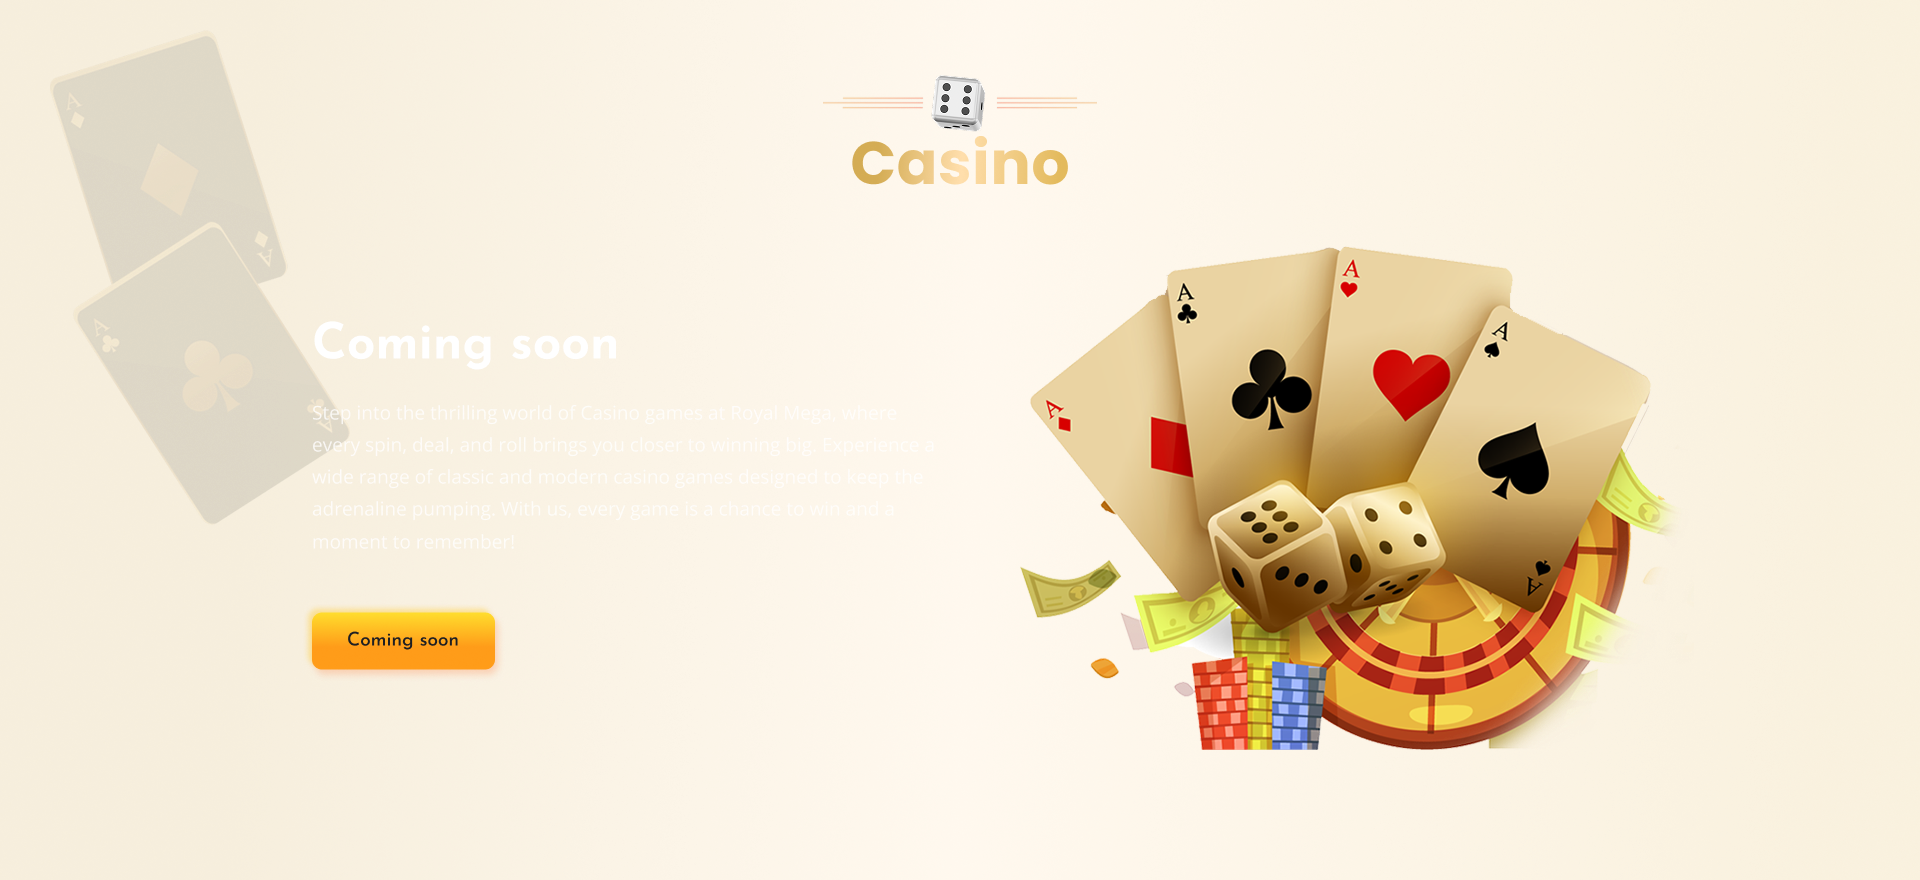 Casino
Coming soon
Step into the thrilling world of Casino games at Royal Mega, where
every spin, deal, and roll brings you closer to winning big. Experience a
wide range of classic and modern casino games designed to keep the
adrenaline pumping. With us, every game is a chance to win and a
moment to remember!
Coming soon
A
A
A
A
A
A
A
A
A